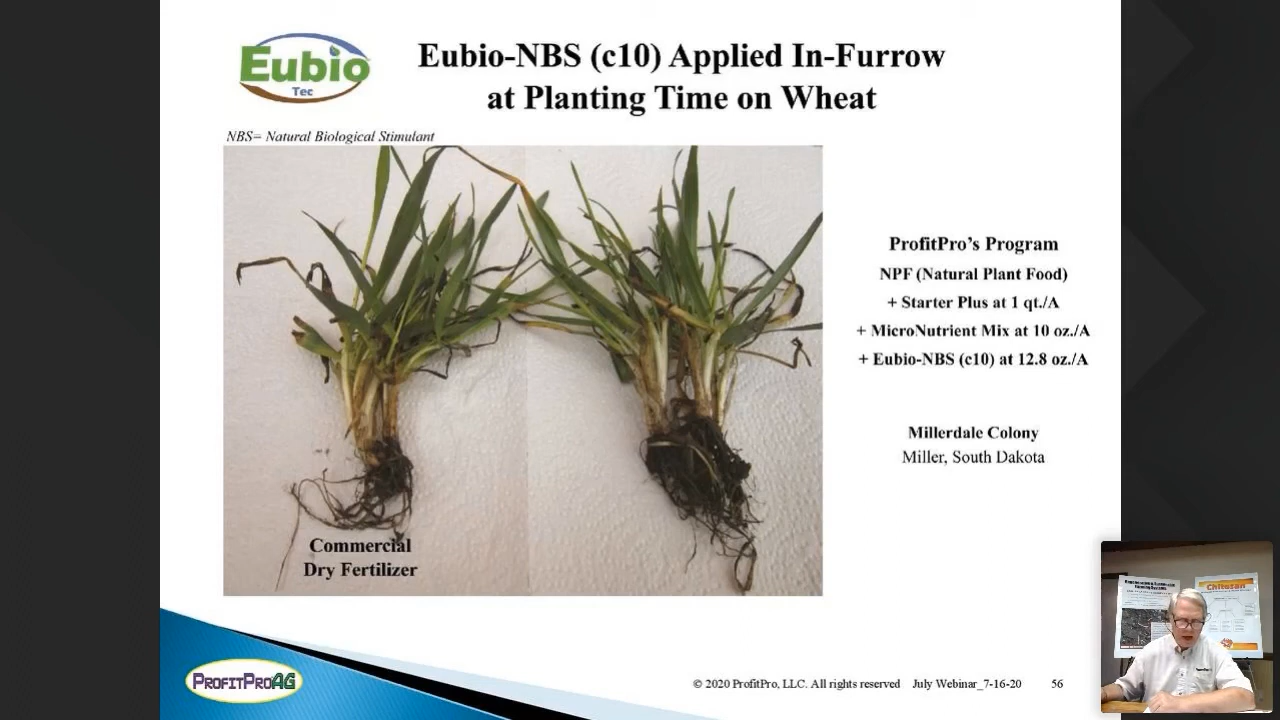 Eubio
Tec
Eubio-NBS (c10) Applied In-Furrow
at Planting Time on Wheat
NBS= Natural Biological Stimulant
ProfitPro's Program
NPF (Natural Plant Food)
+ Starter Plus at 1 qt./A
+ MicroNutrient Mix at 10 oz./A
+ Eubio-NBS (c10) at 12.8 oz./A
Millerdale Colony
Miller, South Dakota
Commercial
Dry Fertilizer
Chitosan
PROFITPROAG
© 2020 ProfitPro, LLC. All rights reserved July Webinar_7-16-20 56